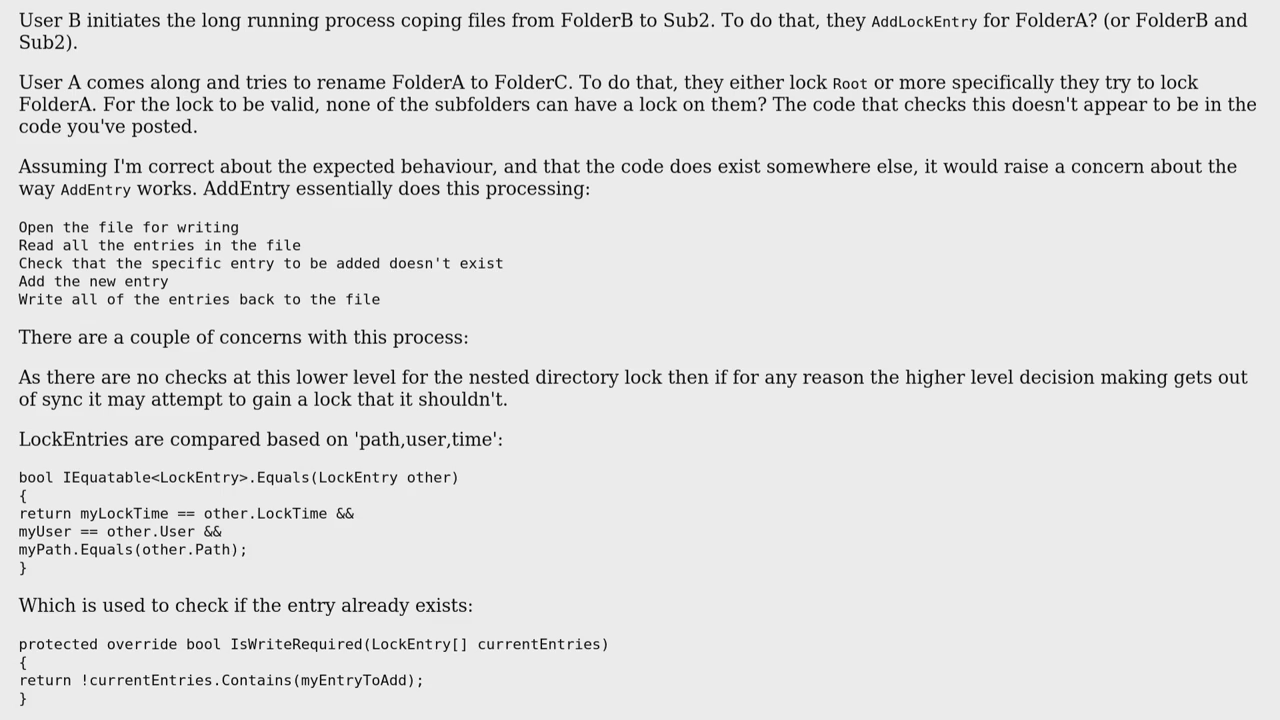 User B initiates the long running process coping files from FolderB to Sub2. To do that, they AddLockEntry for FolderA? (or FolderB and
Sub2).
User A comes along and tries to rename FolderA to FolderC. To do that, they either lock Root or more specifically they try to lock
FolderA. For the lock to be valid, none of the subfolders can have a lock on them? The code that checks this doesn't appear to be in the
code you've posted.
Assuming I'm correct about the expected behaviour, and that the code does exist somewhere else, it would raise a concern about the
way AddEntry works. AddEntry essentially does this processing:
Open the file for writing
Read all the entries in the file
Check that the specific entry to be added doesn't exist
Add the new entry
Write all of the entries back to the file
There are a couple of concerns with this process:
As there are no checks at this lower level for the nested directory lock then if for any reason the higher level decision making gets out
of sync it may attempt to gain a lock that it shouldn't.
LockEntries are compared based on 'path,user,time':
bool IEquatable<LockEntry>.Equals(LockEntry other)
{
return myLockTime == other.LockTime &&
myUser == other.User &&
myPath.Equals(other.Path);
}
Which is used to check if the entry already exists:
protected override bool IsWriteRequired(LockEntry[] currentEntries)
{
return !currentEntries.Contains(myEntryToAdd);
}